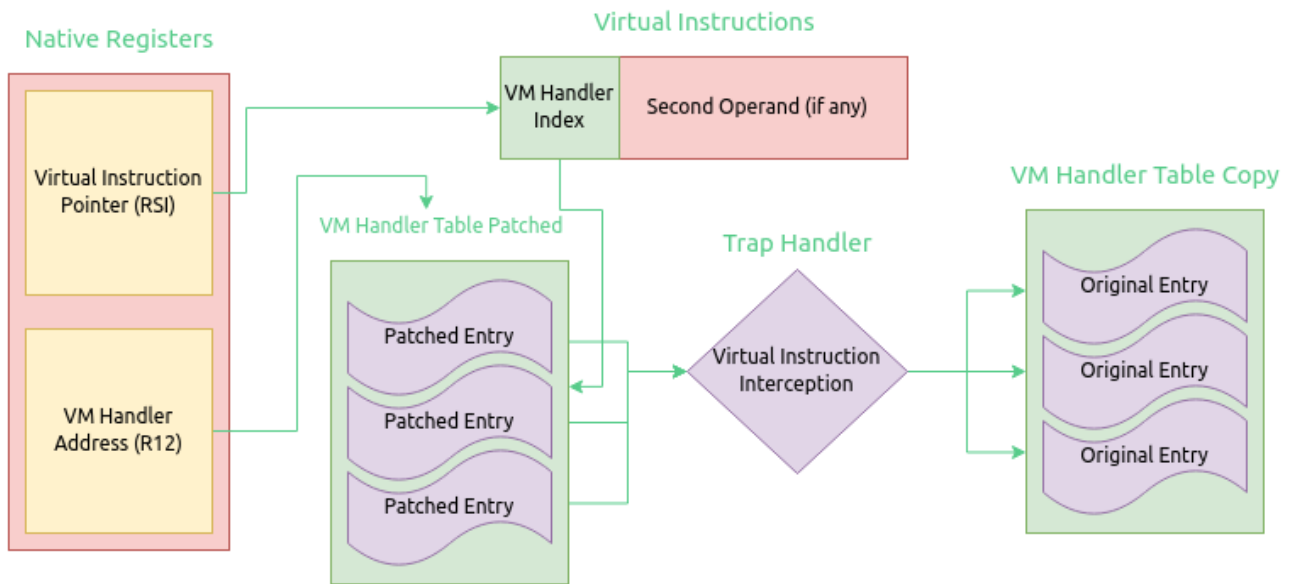 Native Registers
Virtual Instruction
Pointer (RSI)
VM Handler
Address (R12)
Virtual Instructions
VM Handler
Index
Second Operand (if any)
VM Handler Table Patched
Patched Entry
Patched Entry
Patched Entry
Trap Handler
Virtual Instruction
Interception
VM Handler Table Copy
Original Entry
Original Entry
Original Entry